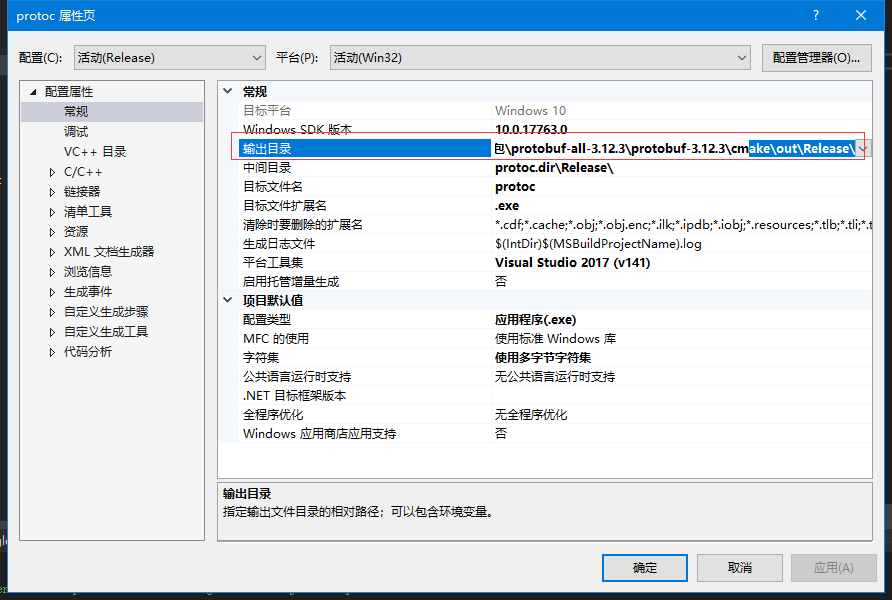 protoc 属性页
配置(C): 活动(Release) 平台(P): 活动(Win32) 配置管理器(O)...
配置属性
常规
调试
VC++ 目录
C/C++
链接器
清单工具
资源
XML 文档生成器
浏览信息
生成事件
自定义生成步骤
自定义生成工具
代码分析
常规
目标平台 Windows 10
Windows SDK 版本 10.0.17763.0
输出目录 包\protobuf-all-3.12.3\protobuf-3.12.3\cmake\out\Release\
中间目录 protoc.dir\Release\
目标文件名 protoc
目标文件扩展名 .exe
清除时要删除的扩展名 *.cdf;*.cache;*.obj;*.obj.enc;*.ilk;*.ipdb;*.iobj;*.resources;*.tlb;*.tli;*.t
生成日志文件 $(IntDir)$(MSBuildProjectName).log
平台工具集 Visual Studio 2017 (v141)
启用托管增量生成 否
项目默认值
配置类型 应用程序(.exe)
MFC 的使用 使用标准 Windows 库
字符集 使用多字节字符集
公共语言运行时支持 无公共语言运行时支持
.NET 目标框架版本
全程序优化 无全程序优化
Windows 应用商店应用支持 否
输出目录
指定输出文件目录的相对路径；可以包含环境变量。
确定 取消 应用(A)